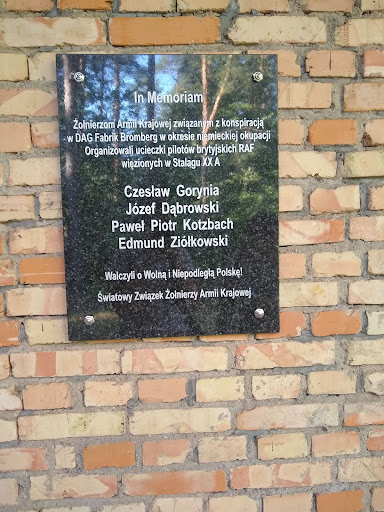 In Memoriam
Żołnierzom Armii Krajowej związanym z konspiracją
w DAG Fabrik Bromberg w okresie niemieckiej okupacji
Organizowali ucieczki pilotów brytyjskich RAF
więzionych w Stalagu XX A
Czesław Gorynia
Józef Dąbrowski
Paweł Piotr Kotzbach
Edmund Ziółkowski
Walczyli o Wolną i Niepodległą Polskę!
Światowy Związek Żołnierzy Armii Krajowej